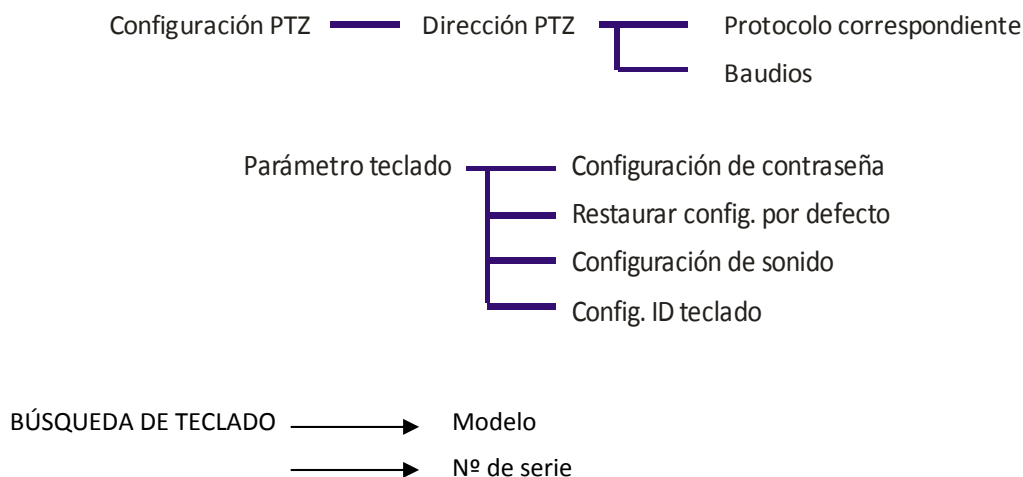 Configuración PTZ Dirección PTZ Protocolo correspondiente
Baudios
Parámetro teclado Configuración de contraseña
Restaurar config. por defecto
Configuración de sonido
Config. ID teclado
BÚSQUEDA DE TECLADO Modelo
Nº de serie